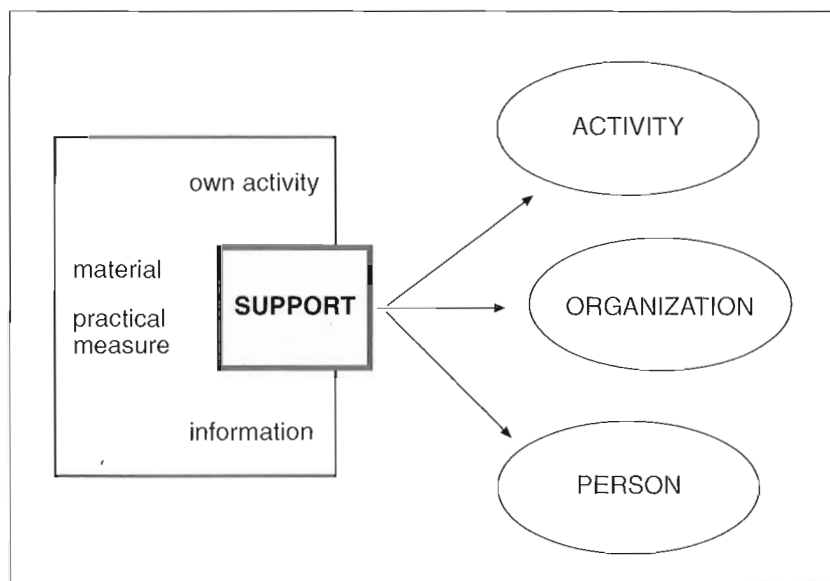 ACTIVITY
own activity
material
SUPPORT
ORGANIZATION
practical
measure
information
PERSON